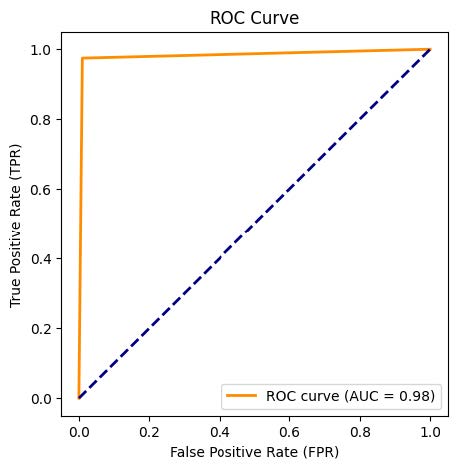 ROC Curve
True Positive Rate (TPR)
1.0
0.8
0.6
0.4
0.2
0.0
ROC curve (AUC = 0.98)
0.0 0.2 0.4 0.6 0.8 1.0
False Positive Rate (FPR)